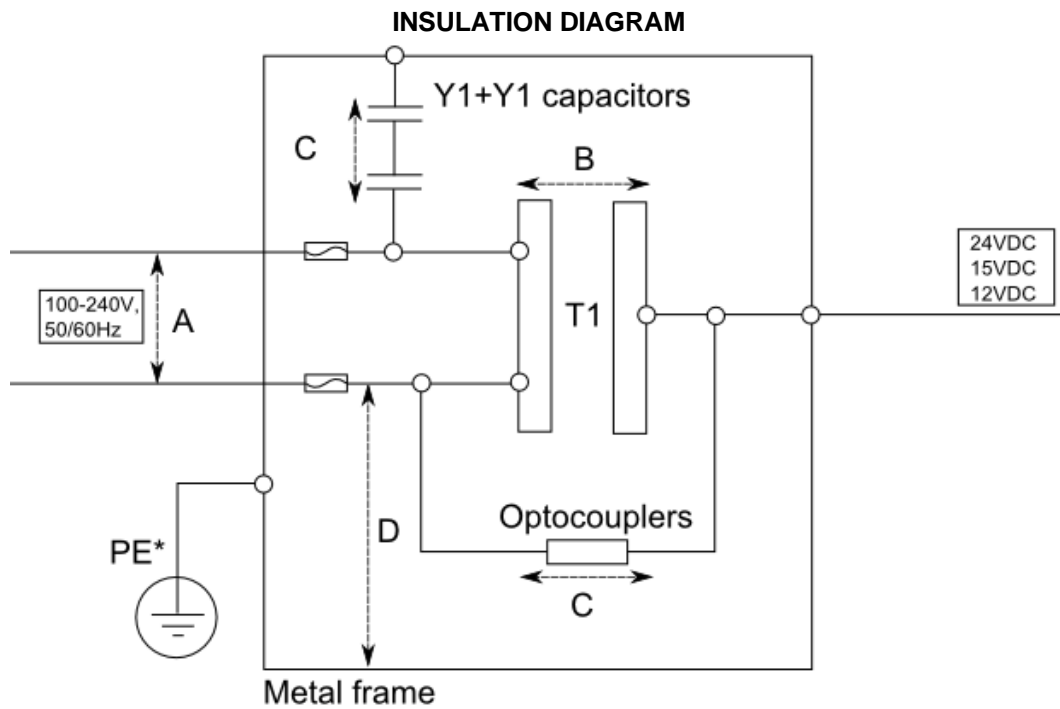 INSULATION DIAGRAM
Y1+Y1 capacitors
C
B
24VDC
15VDC
12VDC
100-240V,
50/60Hz
A
T1
D
Optocouplers
PE*
C
Metal frame